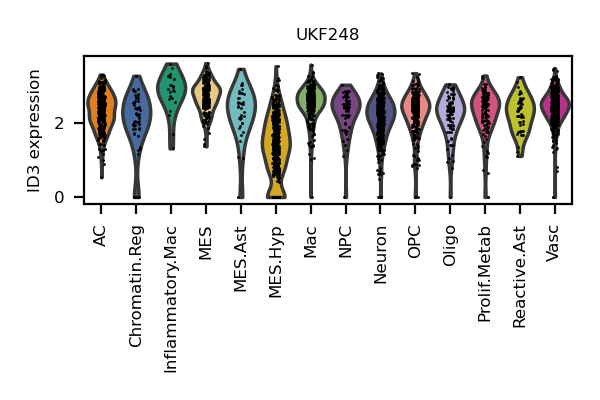 UKF248
ID3 expression
2
0
AC
Chromatin.Reg
Inflammatory.Mac
MES
MES.Ast
MES.Hyp
Mac
NPC
Neuron
OPC
Oligo
Prolif.Metab
Reactive.Ast
Vasc